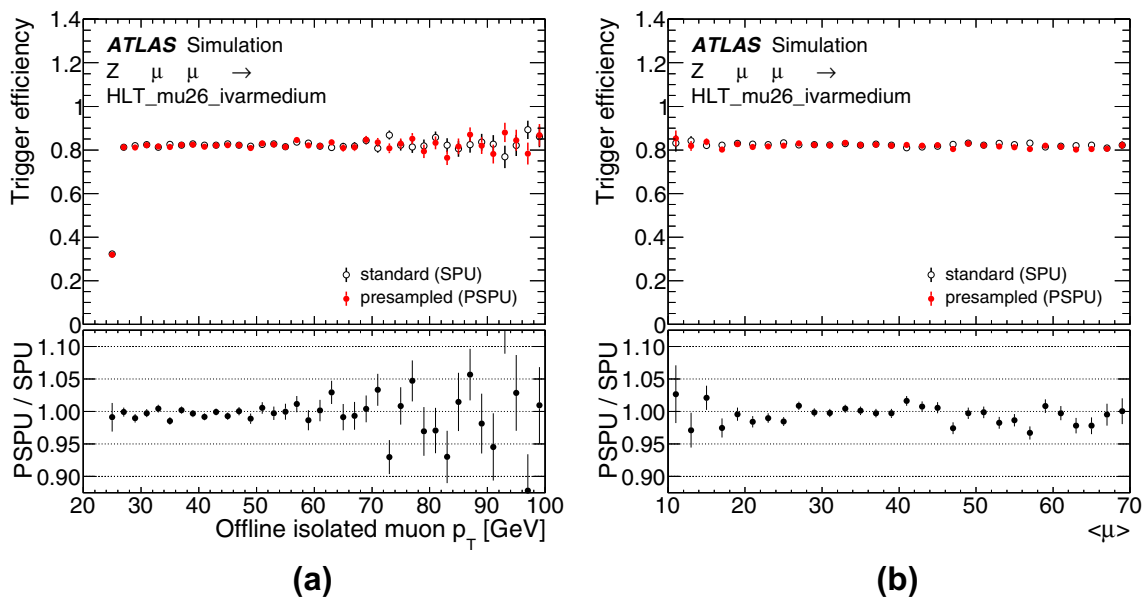 ATLAS Simulation
Z μ μ →
HLT_mu26_ivarmedium
Trigger efficiency
1.4
1.2
1
0.8
0.6
0.4
0.2
0
standard (SPU)
presampled (PSPU)
PSPU / SPU
1.10
1.05
1.00
0.95
0.90
20 30 40 50 60 70 80 90 100
Offline isolated muon pT [GeV]
(a)
ATLAS Simulation
Z μ μ →
HLT_mu26_ivarmedium
Trigger efficiency
1.4
1.2
1
0.8
0.6
0.4
0.2
0
standard (SPU)
presampled (PSPU)
PSPU / SPU
1.10
1.05
1.00
0.95
0.90
10 20 30 40 50 60 70
<μ>
(b)